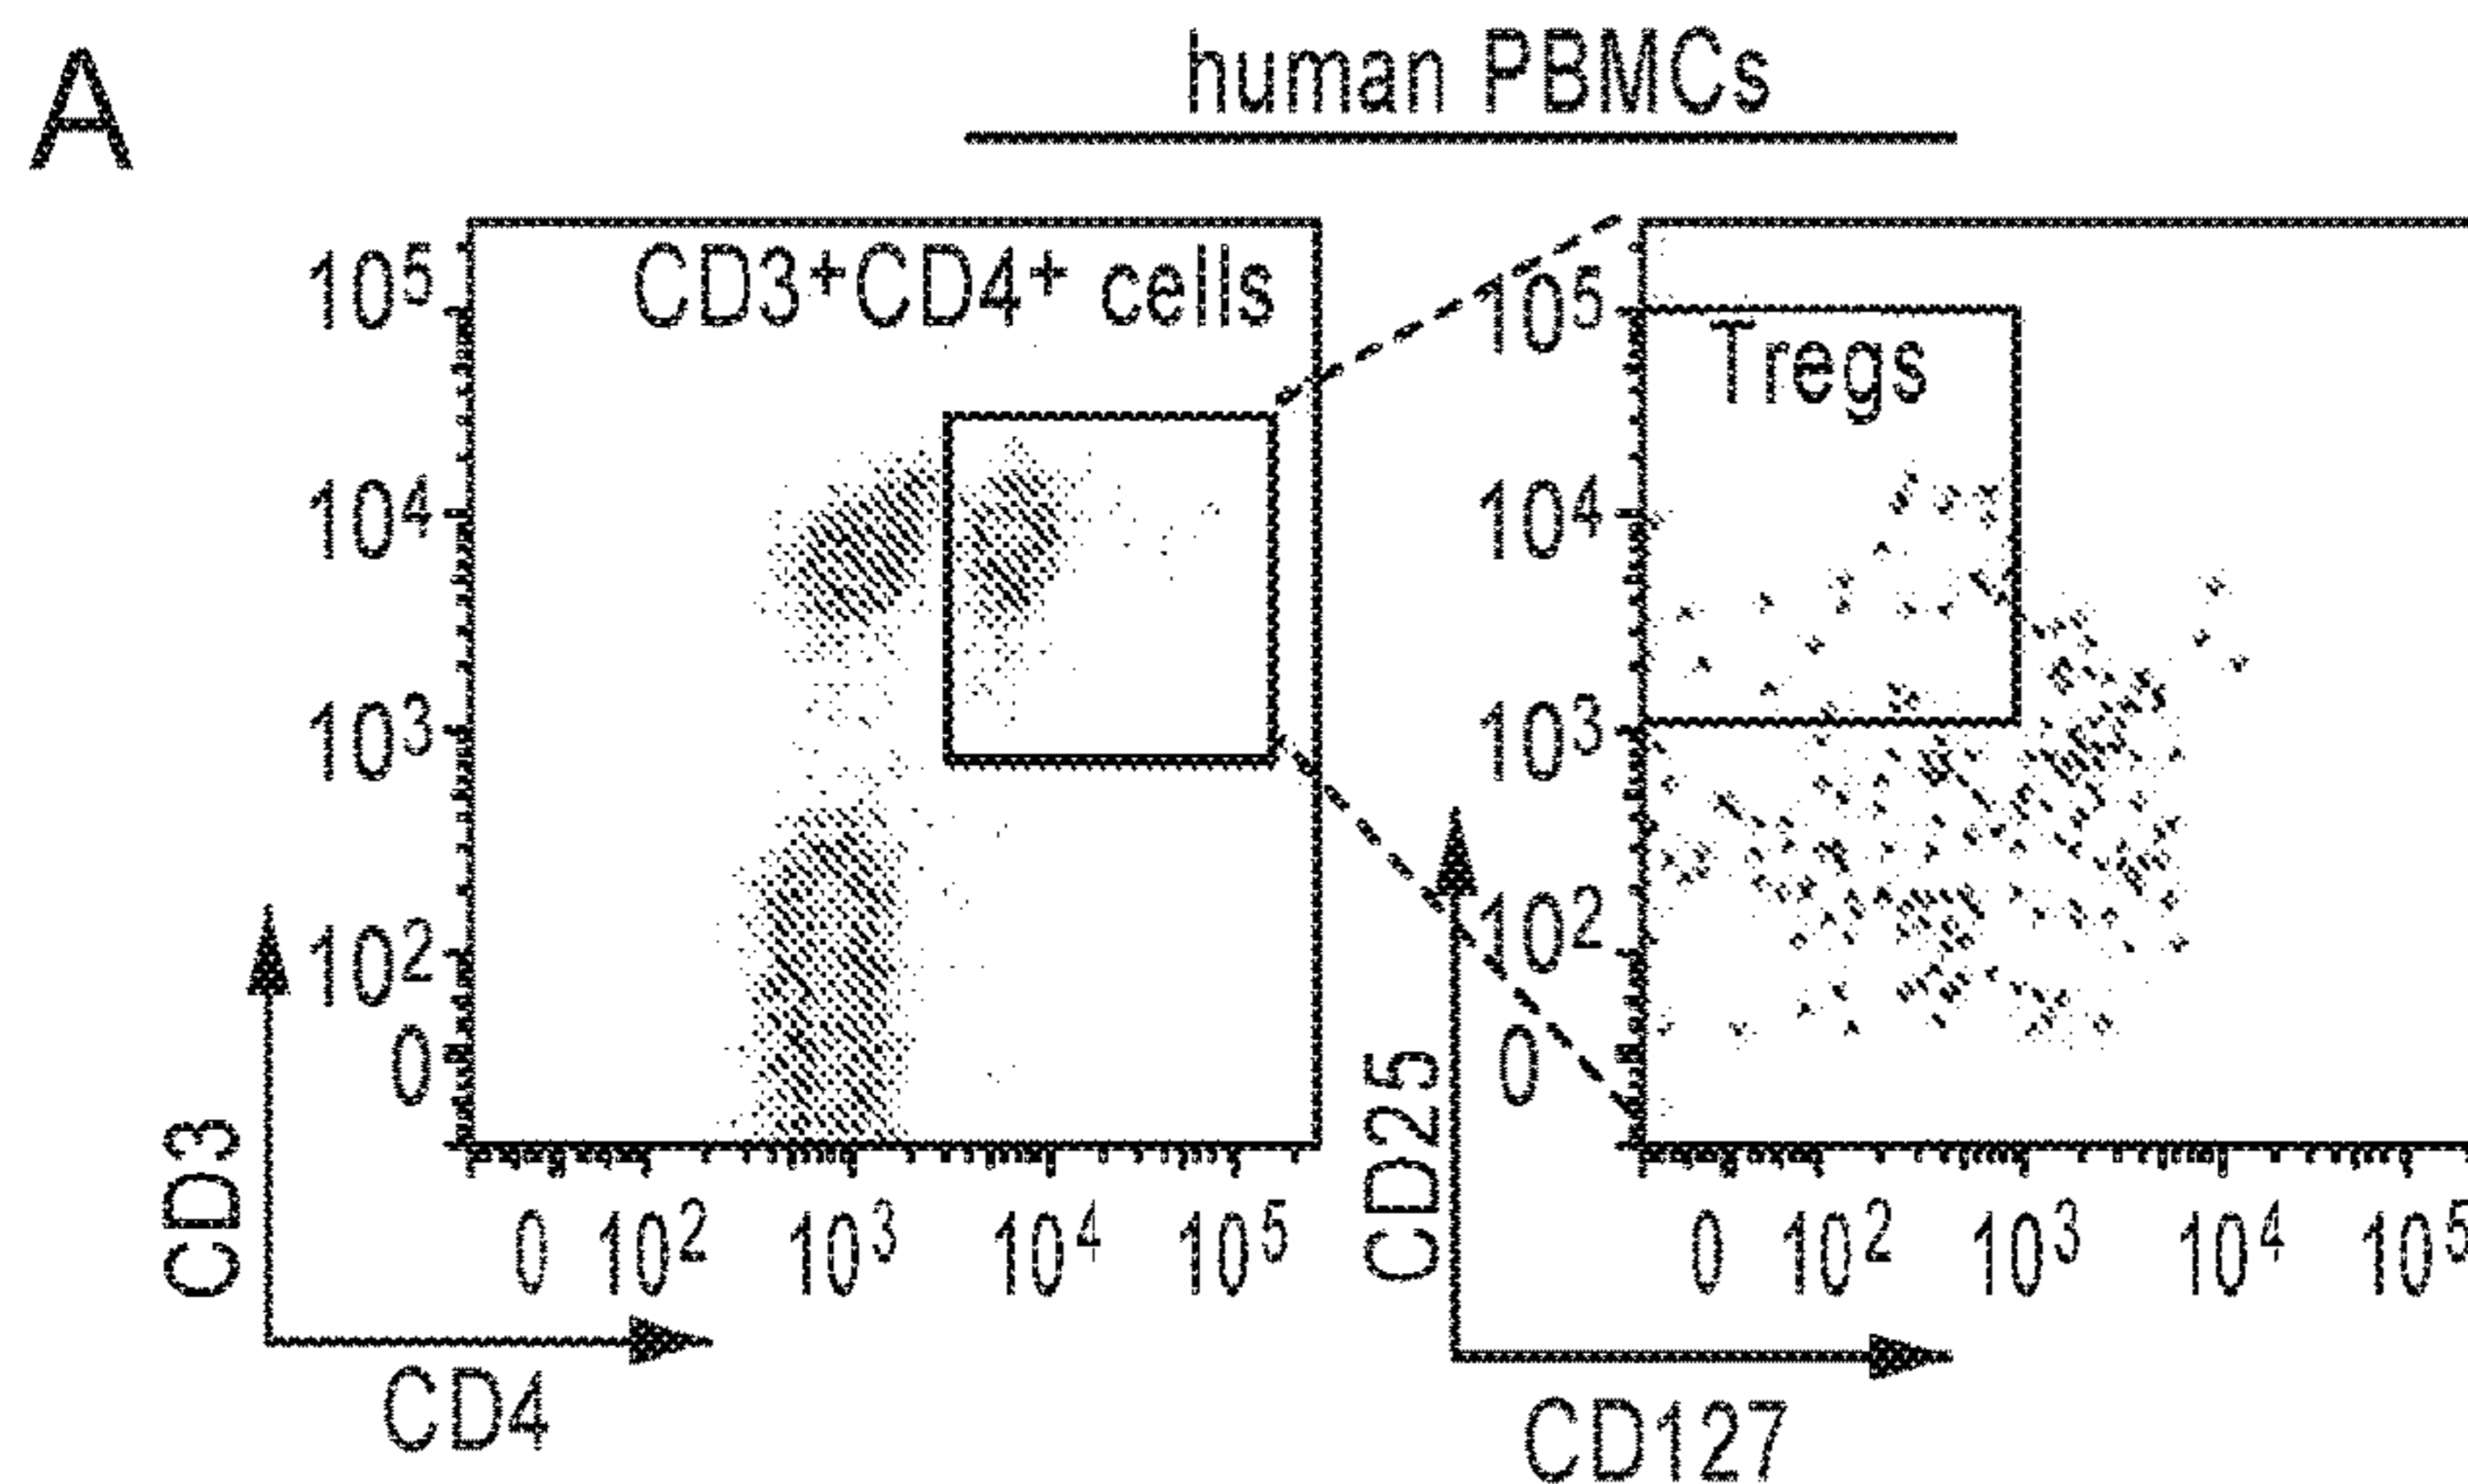 A
human PBMCs
CD3⁺CD4⁺ cells
10⁵
10⁴
10³
10²
0
CD3
0 10² 10³ 10⁴ 10⁵
CD4
Tregs
10⁵
10⁴
10³
10²
0
CD25
0 10² 10³ 10⁴ 10⁵
CD127